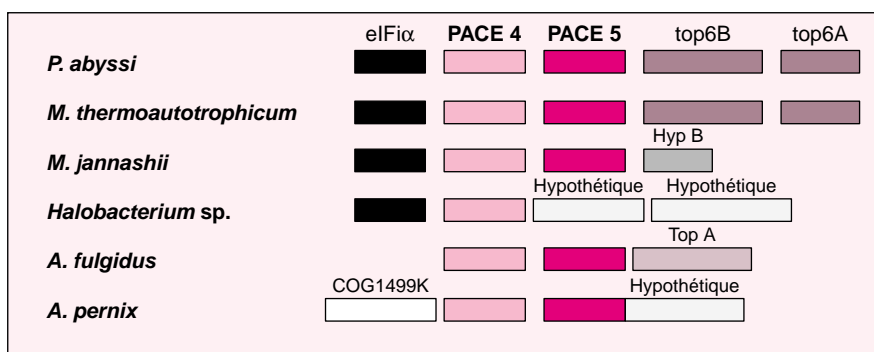 eIFiα PACE 4 PACE 5 top6B top6A
P. abyssi
M. thermoautotrophicum
Hyp B
M. jannashii
Hypothétique Hypothétique
Halobacterium sp.
Top A
A. fulgidus
COG1499K Hypothétique
A. pernix